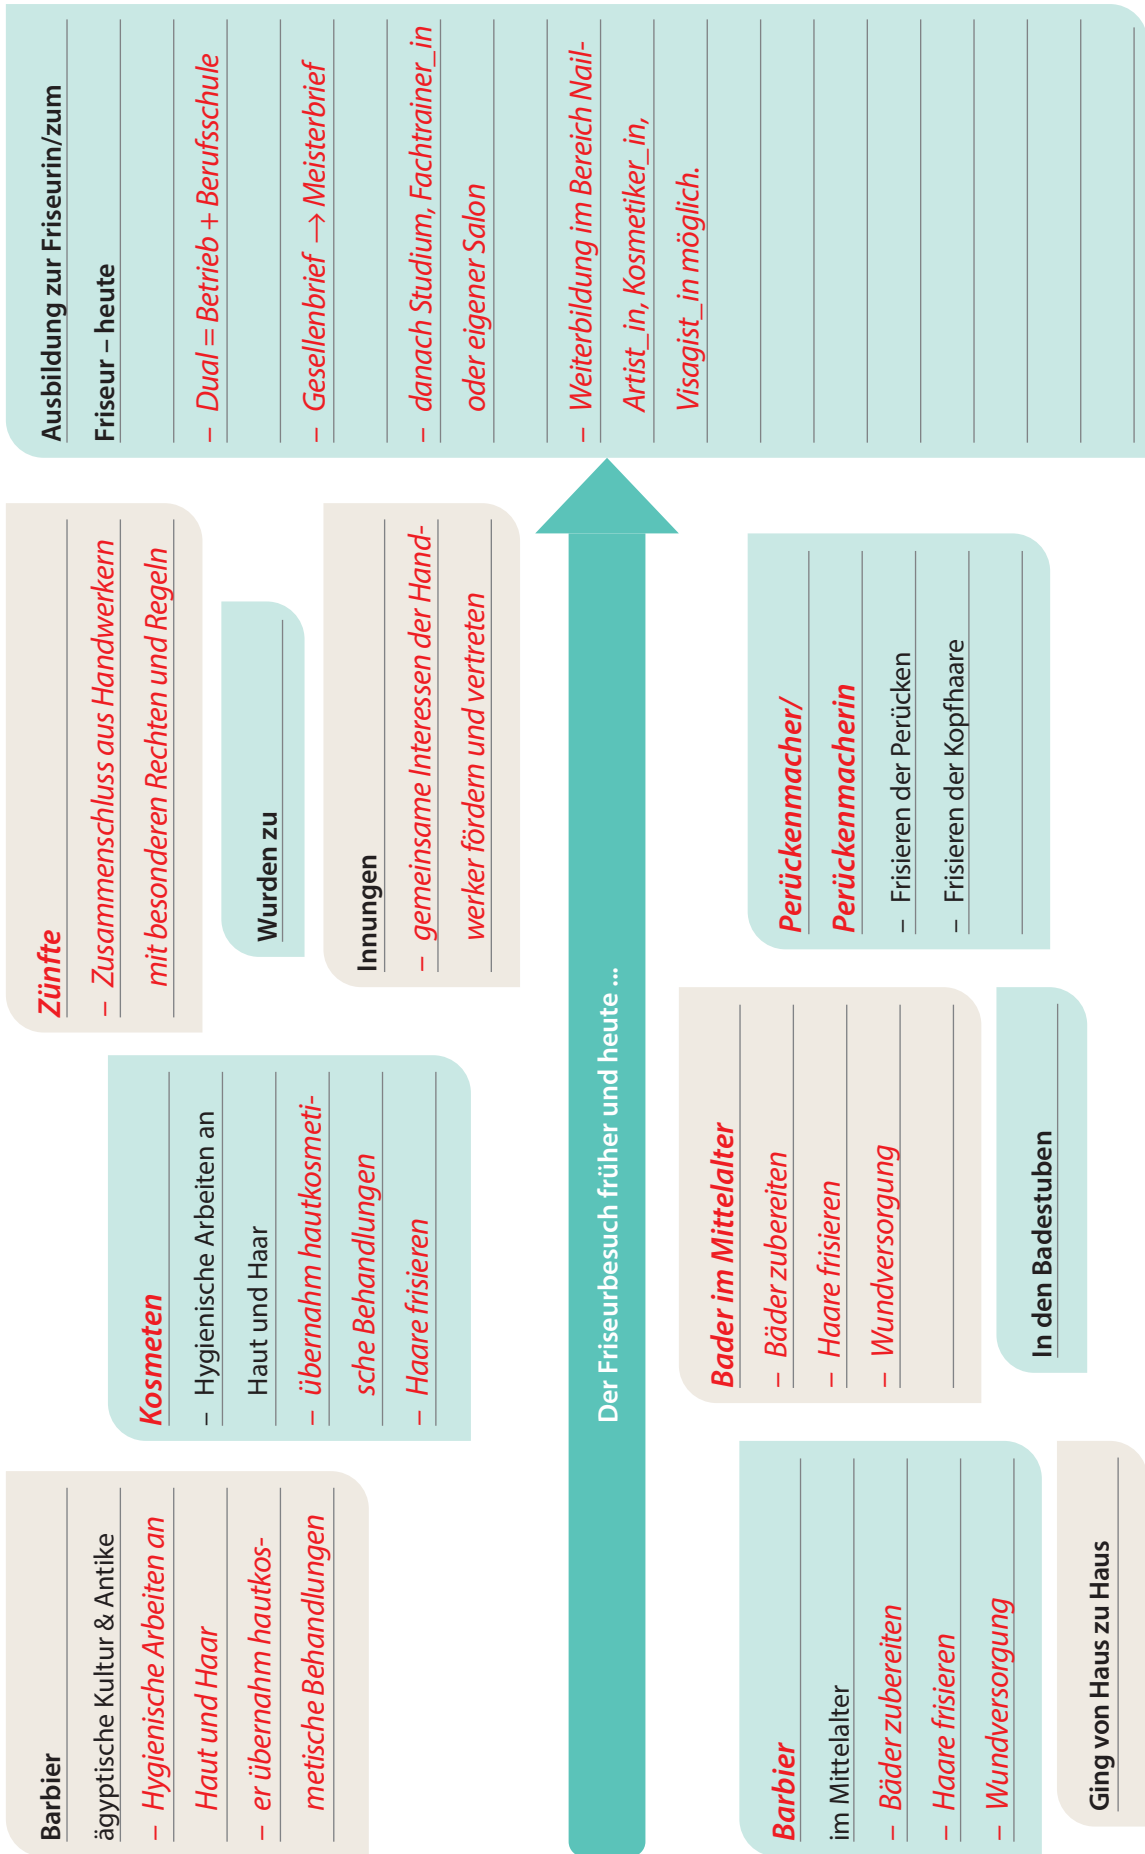 Barbier
ägyptische Kultur & Antike
– Hygienische Arbeiten an
Haut und Haar
– er übernahm hautkos-
metische Behandlungen
Kosmeten
– Hygienische Arbeiten an
Haut und Haar
– übernahm hautkosmeti-
sche Behandlungen
– Haare frisieren
Zünfte
– Zusammenschluss aus Handwerkern
mit besonderen Rechten und Regeln
Wurden zu
Innungen
– gemeinsame Interessen der Hand-
werker fördern und vertreten
Der Friseurbesuch früher und heute ...
Barbier
im Mittelalter
– Bäder zubereiten
– Haare frisieren
– Wundversorgung
Ging von Haus zu Haus
Bader im Mittelalter
– Bäder zubereiten
– Haare frisieren
– Wundversorgung
In den Badestuben
Perückenmacher/
Perückenmacherin
– Frisieren der Perücken
– Frisieren der Kopfhaare
Ausbildung zur Friseurin/zum
Friseur – heute
– Dual = Betrieb + Berufsschule
– Gesellenbrief → Meisterbrief
– danach Studium, Fachtrainer_in
oder eigener Salon
– Weiterbildung im Bereich Nail-
Artist_in, Kosmetiker_in,
Visagist_in möglich.